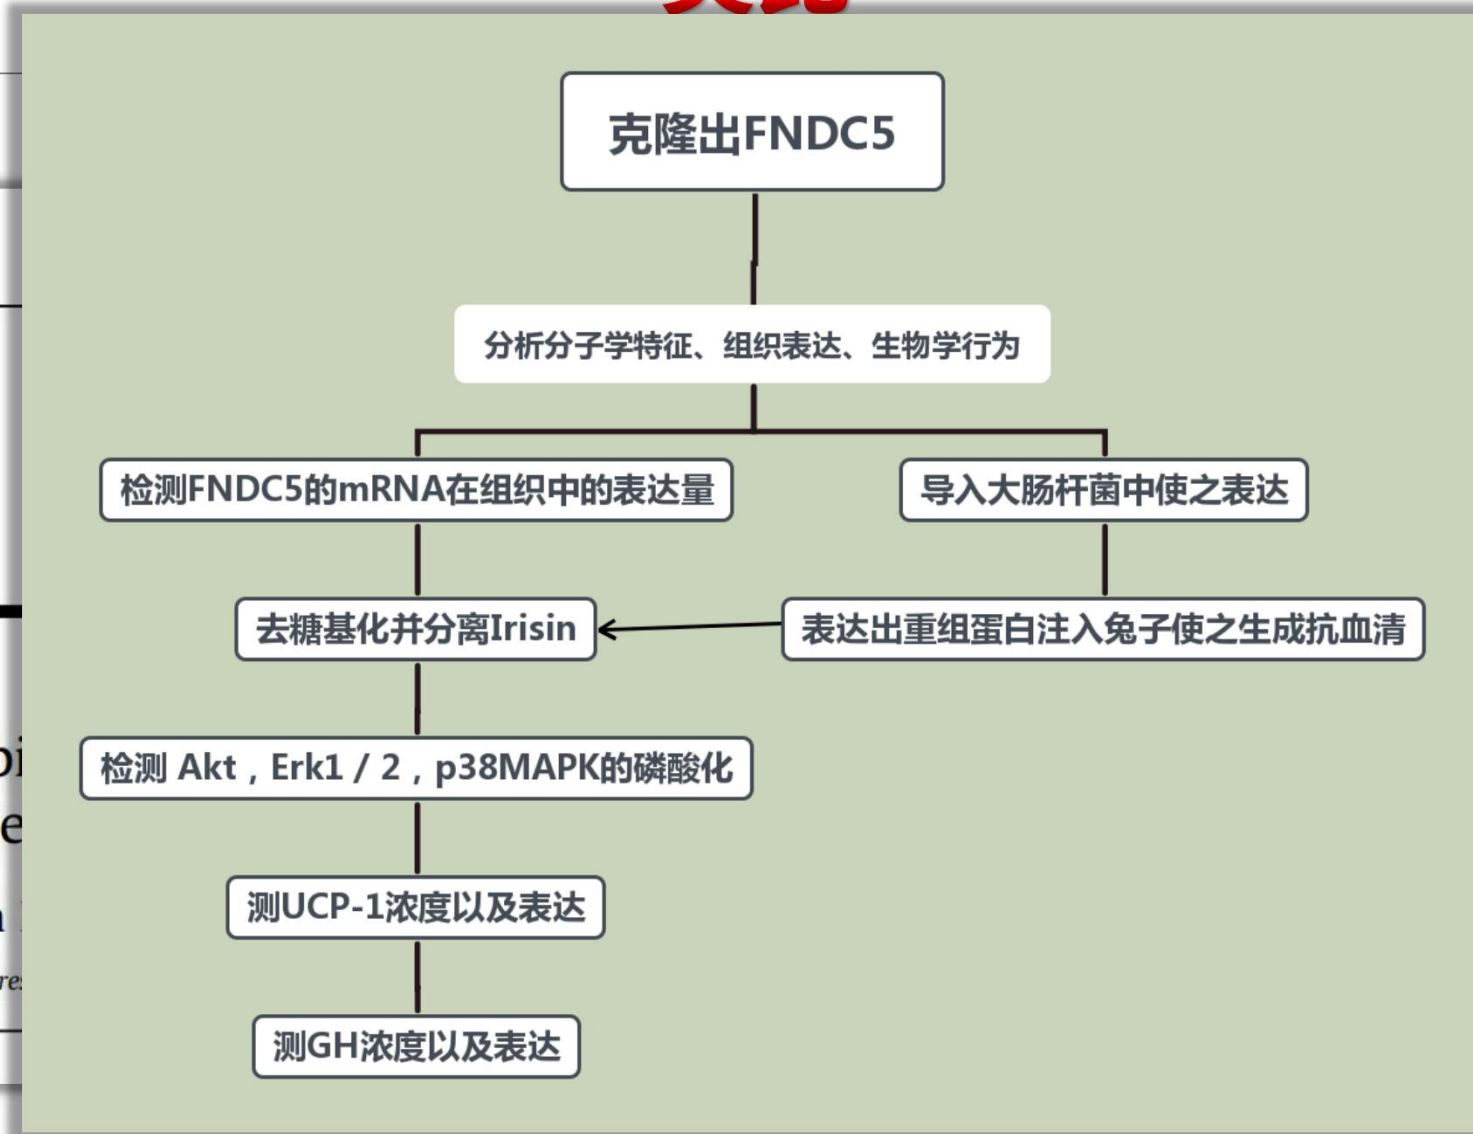 克隆出FNDC5
分析分子学特征、组织表达、生物学行为
检测FNDC5的mRNA在组织中的表达量
导入大肠杆菌中使之表达
去糖基化并分离Irisin
表达出重组蛋白注入兔子使之生成抗血清
检测 Akt，Erk1 / 2，p38MAPK的磷酸化
测UCP-1浓度以及表达
测GH浓度以及表达